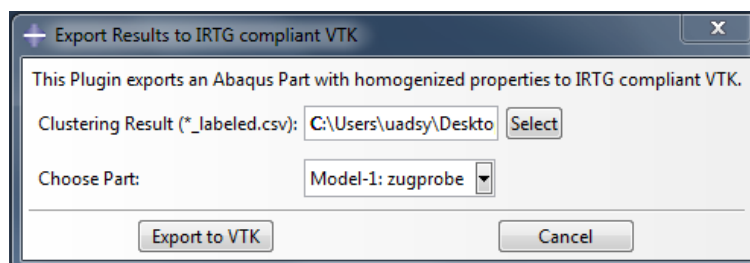 Export Results to IRTG compliant VTK
This Plugin exports an Abaqus Part with homogenized properties to IRTG compliant VTK.
Clustering Result (*_labeled.csv): C:\Users\uadsy\Deskto Select
Choose Part: Model-1: zugprobe
Export to VTK Cancel